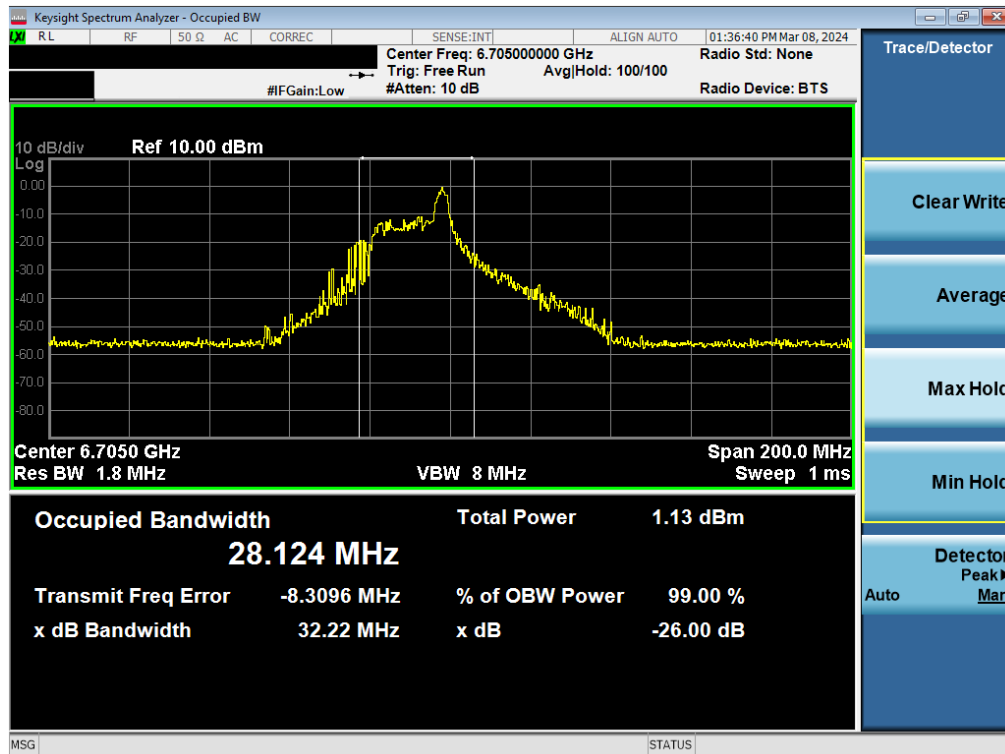 Keysight Spectrum Analyzer - Occupied BW
LXI RL RF 50 Ω AC CORREC SENSE:INT ALIGN AUTO 01:36:40 PM Mar 08, 2024
Center Freq: 6.705000000 GHz Radio Std: None
Trig: Free Run Avg|Hold: 100/100
#IFGain:Low #Atten: 10 dB Radio Device: BTS
Trace/Detector
10 dB/div Ref 10.00 dBm
Log
0.00
-10.0
-20.0
-30.0
-40.0
-50.0
-60.0
-70.0
-80.0
Center 6.7050 GHz Span 200.0 MHz
Res BW 1.8 MHz VBW 8 MHz Sweep 1 ms
Occupied Bandwidth Total Power 1.13 dBm
28.124 MHz
Transmit Freq Error -8.3096 MHz % of OBW Power 99.00 %
x dB Bandwidth 32.22 MHz x dB -26.00 dB
Clear Write
Average
Max Hold
Min Hold
Detector
Peak
Auto Man
MSG STATUS